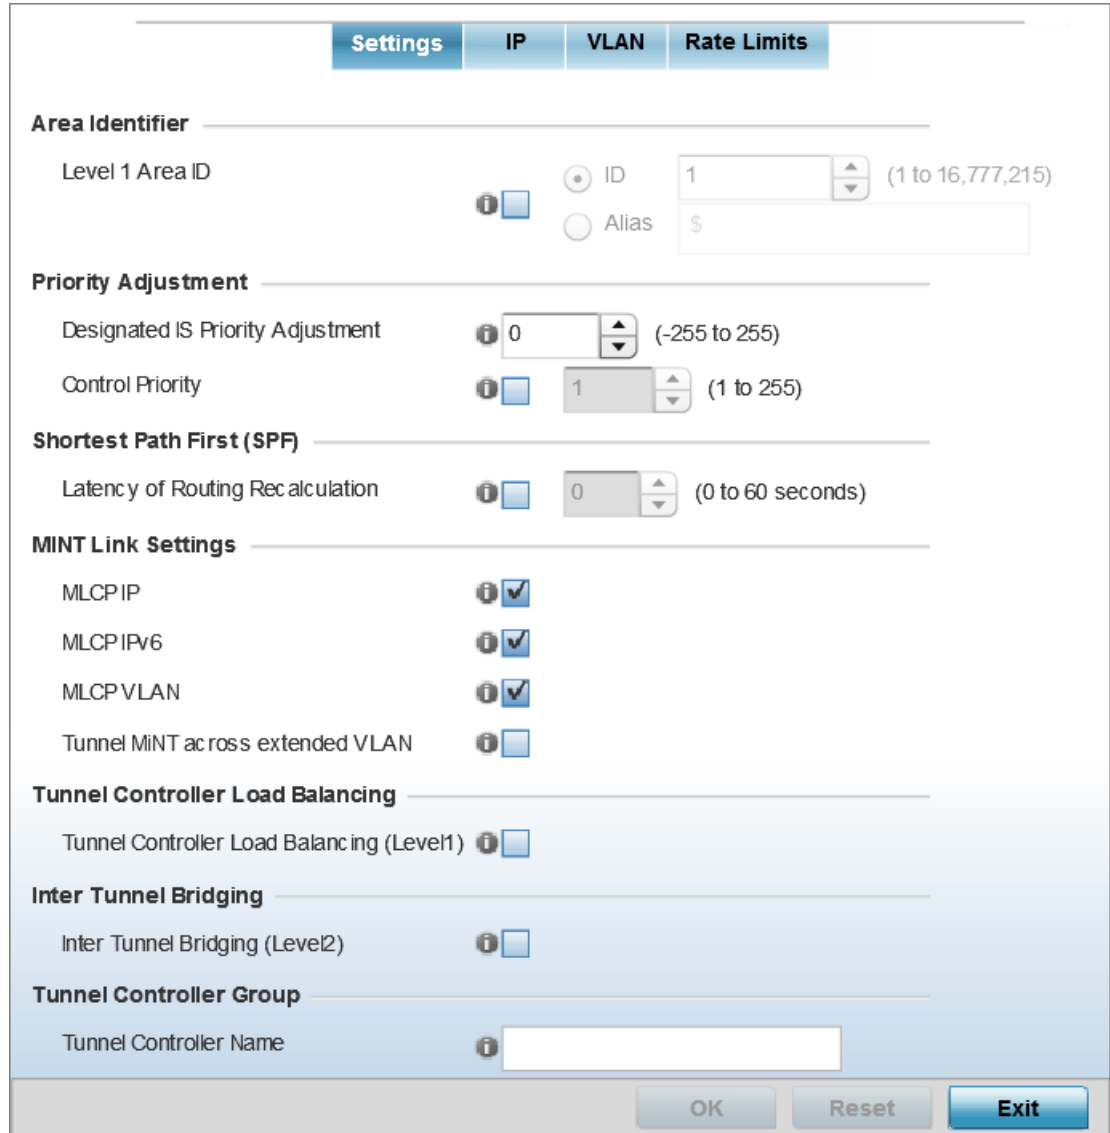 Settings IP VLAN Rate Limits
Area Identifier
Level 1 Area ID
ID 1 (1 to 16,777,215)
Alias $
Priority Adjustment
Designated IS Priority Adjustment 0 (-255 to 255)
Control Priority 1 (1 to 255)
Shortest Path First (SPF)
Latency of Routing Recalculation 0 (0 to 60 seconds)
MINT Link Settings
MLCP IP
MLCP IPv6
MLCP VLAN
Tunnel MiNT across extended VLAN
Tunnel Controller Load Balancing
Tunnel Controller Load Balancing (Level1)
Inter Tunnel Bridging
Inter Tunnel Bridging (Level2)
Tunnel Controller Group
Tunnel Controller Name
OK Reset Exit